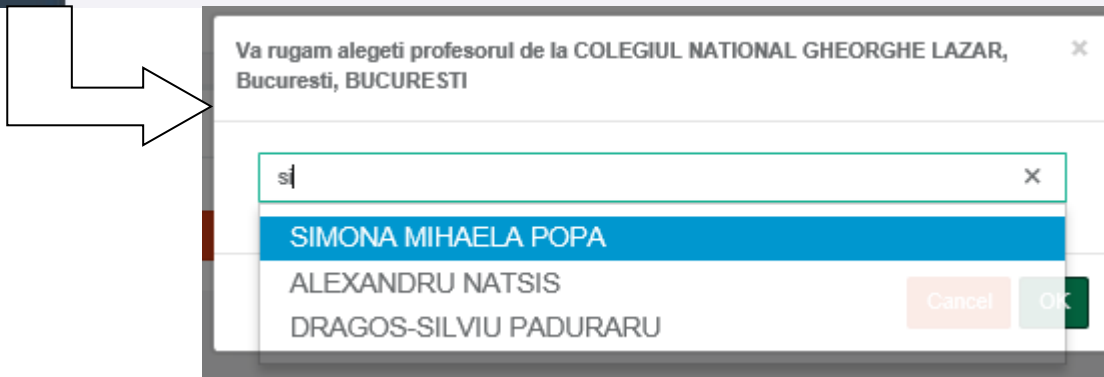 Va rugam alegeti profesorul de la COLEGIUL NATIONAL GHEORGHE LAZAR,
Bucuresti, BUCURESTI
si
SIMONA MIHAELA POPA
ALEXANDRU NATSIS
DRAGOS-SILVIU PADURARU
Cancel OK